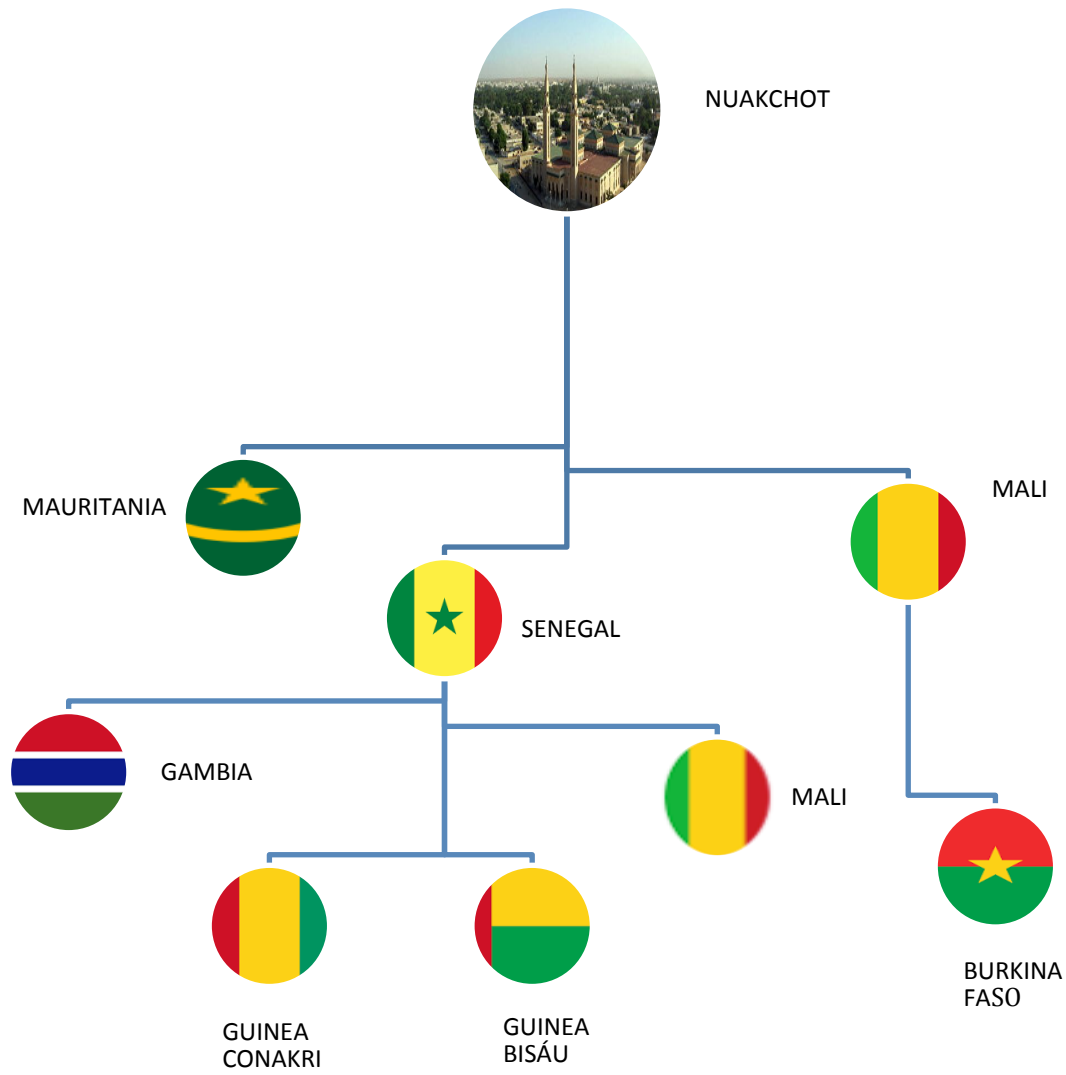 NUAKCHOT
MALI
MAURITANIA
SENEGAL
GAMBIA
MALI
BURKINA
FASO
GUINEA
CONAKRI
GUINEA
BISÁU